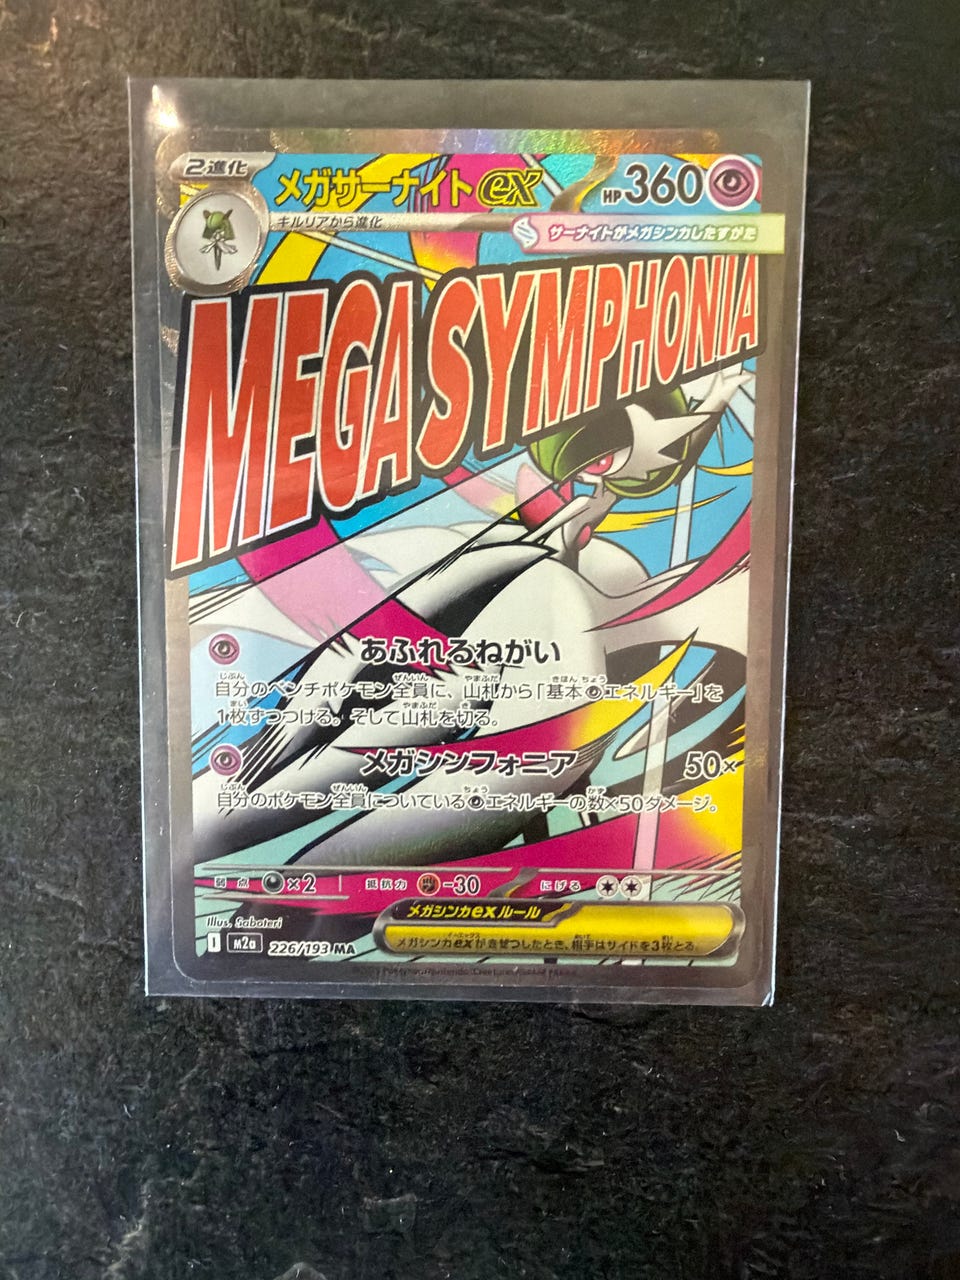 2進化
メガサーナイトex
HP360
キルリアから進化
サーナイトがメガシンカしたすがた
MEGA SYMPHONIA
あふれるねがい
自分のベンチポケモン全員に、山札から「基本エネルギー」を
1枚ずつつける。そして山札を切る。
メガシンフォニア 50×
自分のポケモン全員についているエネルギーの数×50ダメージ。
弱点 ×2 抵抗力 -30 にげる
メガシンカexルール
メガシンカexがきぜつしたとき、相手はサイドを3枚とる。
Illus. Saboteri
I M2a 226/193 MA